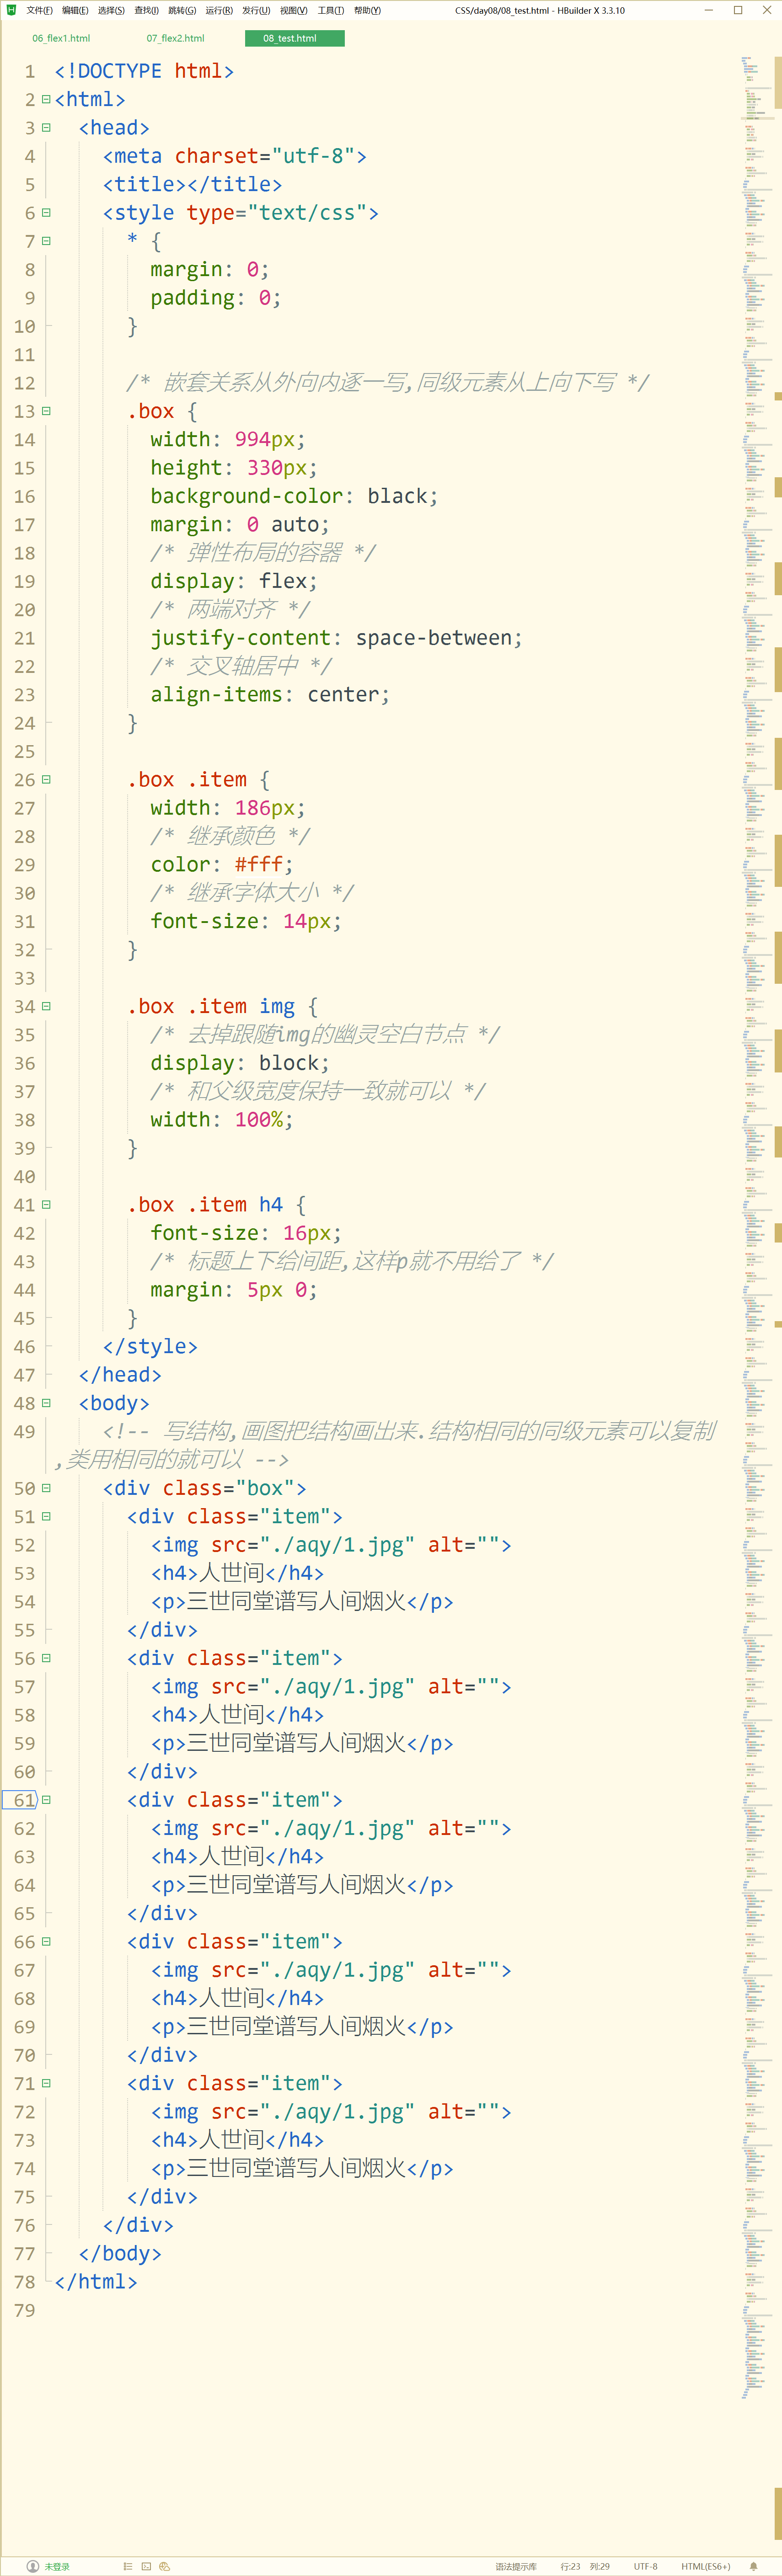 文件(F) 编辑(E) 选择(S) 查找(I) 跳转(G) 运行(R) 发行(U) 视图(V) 工具(T) 帮助(Y) CSS/day08/08_test.html - HBuilder X 3.3.10
06_flex1.html 07_flex2.html 08_test.html
1 <!DOCTYPE html>
2 <html>
3 <head>
4 <meta charset="utf-8">
5 <title></title>
6 <style type="text/css">
7 * {
8 margin: 0;
9 padding: 0;
10 }
11
12 /* 嵌套关系从外向内逐一写,同级元素从上向下写 */
13 .box {
14 width: 994px;
15 height: 330px;
16 background-color: black;
17 margin: 0 auto;
18 /* 弹性布局的容器 */
19 display: flex;
20 /* 两端对齐 */
21 justify-content: space-between;
22 /* 交叉轴居中 */
23 align-items: center;
24 }
25
26 .box .item {
27 width: 186px;
28 /* 继承颜色 */
29 color: #fff;
30 /* 继承字体大小 */
31 font-size: 14px;
32 }
33
34 .box .item img {
35 /* 去掉跟随img的幽灵空白节点 */
36 display: block;
37 /* 和父级宽度保持一致就可以 */
38 width: 100%;
39 }
40
41 .box .item h4 {
42 font-size: 16px;
43 /* 标题上下给间距,这样p就不用给了 */
44 margin: 5px 0;
45 }
46 </style>
47 </head>
48 <body>
49 <!-- 写结构,画图把结构画出来.结构相同的同级元素可以复制
,类用相同的就可以 -->
50 <div class="box">
51 <div class="item">
52 <img src="./aqy/1.jpg" alt="">
53 <h4>人世间</h4>
54 <p>三世同堂谱写人间烟火</p>
55 </div>
56 <div class="item">
57 <img src="./aqy/1.jpg" alt="">
58 <h4>人世间</h4>
59 <p>三世同堂谱写人间烟火</p>
60 </div>
61 <div class="item">
62 <img src="./aqy/1.jpg" alt="">
63 <h4>人世间</h4>
64 <p>三世同堂谱写人间烟火</p>
65 </div>
66 <div class="item">
67 <img src="./aqy/1.jpg" alt="">
68 <h4>人世间</h4>
69 <p>三世同堂谱写人间烟火</p>
70 </div>
71 <div class="item">
72 <img src="./aqy/1.jpg" alt="">
73 <h4>人世间</h4>
74 <p>三世同堂谱写人间烟火</p>
75 </div>
76 </div>
77 </body>
78 </html>
79
未登录 语法提示库 行:23 列:29 UTF-8 HTML(ES6+)